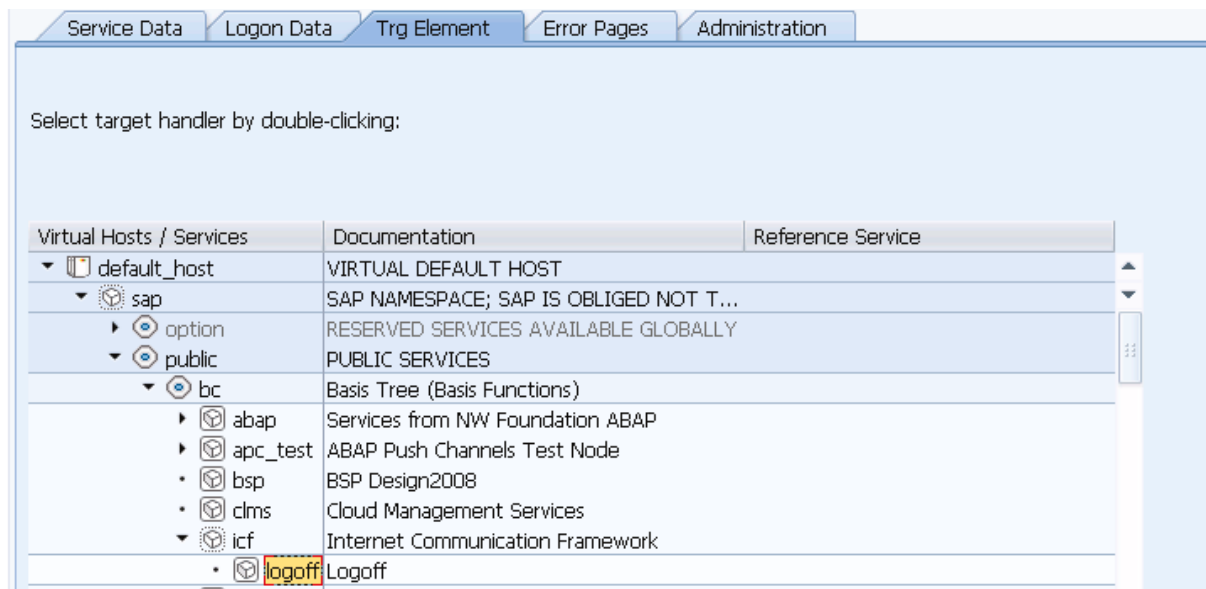 Service Data Logon Data Trg Element Error Pages Administration
Select target handler by double-clicking:
Virtual Hosts / Services Documentation Reference Service
default_host VIRTUAL DEFAULT HOST
sap SAP NAMESPACE; SAP IS OBLIGED NOT T...
option RESERVED SERVICES AVAILABLE GLOBALLY
public PUBLIC SERVICES
bc Basis Tree (Basis Functions)
abap Services from NW Foundation ABAP
apc_test ABAP Push Channels Test Node
bsp BSP Design2008
clms Cloud Management Services
icf Internet Communication Framework
logoff Logoff